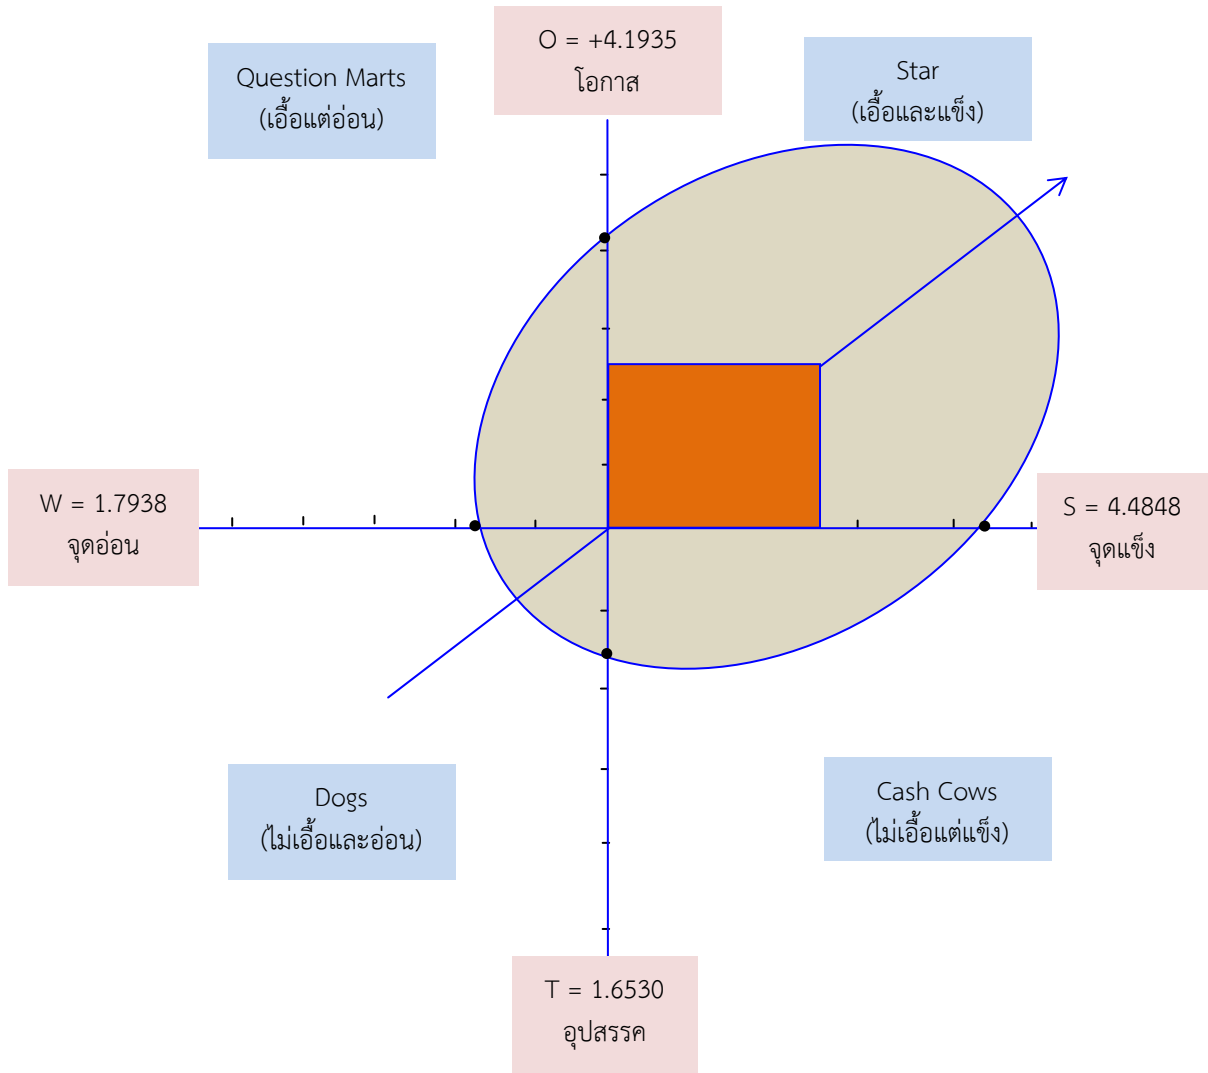 O = +4.1935
โอกาส
Question Marts
(เอื้อแต่อ่อน)
Star
(เอื้อและแข็ง)
W = 1.7938
จุดอ่อน
S = 4.4848
จุดแข็ง
Dogs
(ไม่เอื้อและอ่อน)
Cash Cows
(ไม่เอื้อแต่แข็ง)
T = 1.6530
อุปสรรค